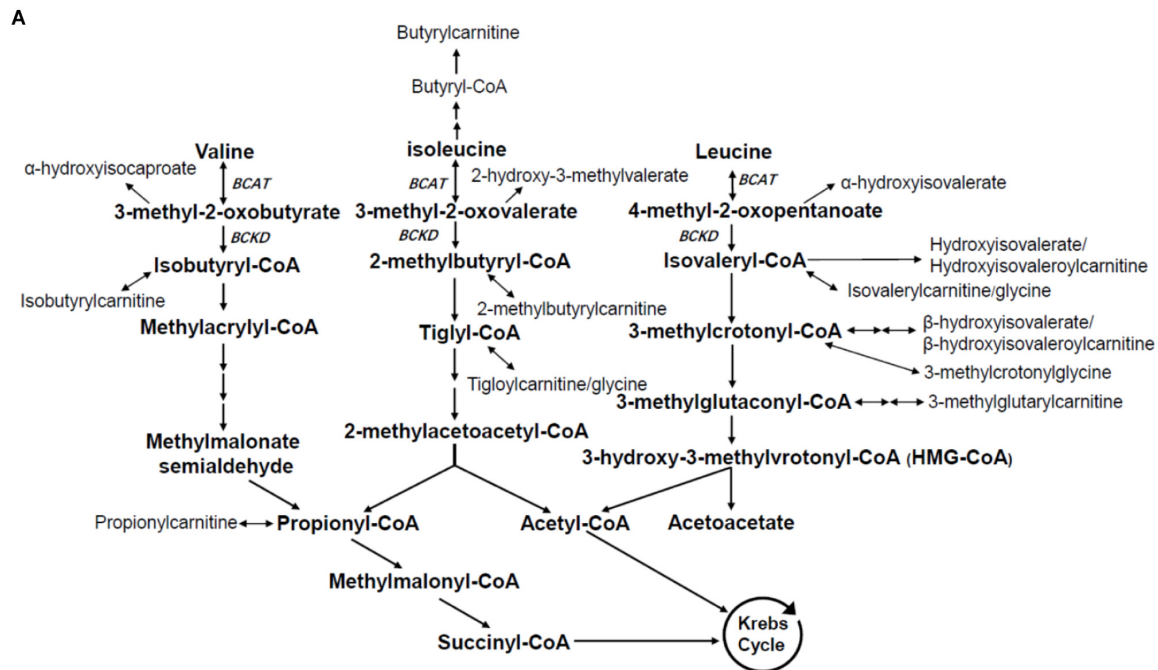 A
Butyrylcarnitine
Butyryl-CoA
Valine
isoleucine
Leucine
α-hydroxyisocaproate
BCAT
BCAT
2-hydroxy-3-methylvalerate
BCAT
α-hydroxyisovalerate
3-methyl-2-oxobutyrate
3-methyl-2-oxovalerate
4-methyl-2-oxopentanoate
BCKD
BCKD
BCKD
Isobutyryl-CoA
2-methylbutyryl-CoA
Isovaleryl-CoA
Hydroxyisovalerate/
Hydroxyisovaleroylcarnitine
Isobutyrylcarnitine
2-methylbutyrylcarnitine
Isovalerylcarnitine/glycine
Methylacrylyl-CoA
Tiglyl-CoA
3-methylcrotonyl-CoA
β-hydroxyisovalerate/
β-hydroxyisovaleroylcarnitine
Tigloylcarnitine/glycine
3-methylcrotonylglycine
3-methylglutaconyl-CoA
3-methylglutarylcarnitine
Methylmalonate
semialdehyde
2-methylacetoacetyl-CoA
3-hydroxy-3-methylvrotonyl-CoA (HMG-CoA)
Propionylcarnitine
Propionyl-CoA
Acetyl-CoA
Acetoacetate
Methylmalonyl-CoA
Succinyl-CoA
Krebs
Cycle